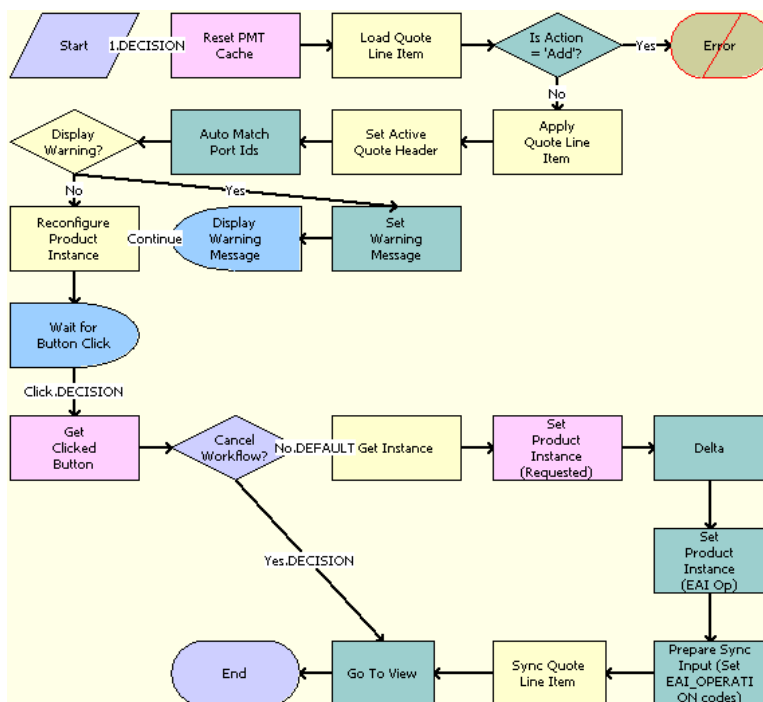 Start
1.DECISION
Reset PMT
Cache
Load Quote
Line Item
Is Action
= 'Add'?
Yes
Error
No
Display
Warning?
Auto Match
Port Ids
Set Active
Quote Header
Apply
Quote Line
Item
No
Yes
Reconfigure
Product
Instance
Continue
Display
Warning
Message
Set
Warning
Message
Wait for
Button Click
Click.DECISION
Get
Clicked
Button
Cancel
Workflow?
No.DEFAULT
Get Instance
Set
Product
Instance
(Requested)
Delta
Yes.DECISION
Set
Product
Instance
(EAI Op)
End
Go To View
Sync Quote
Line Item
Prepare Sync
Input (Set
EAI_OPERATI
ON codes)